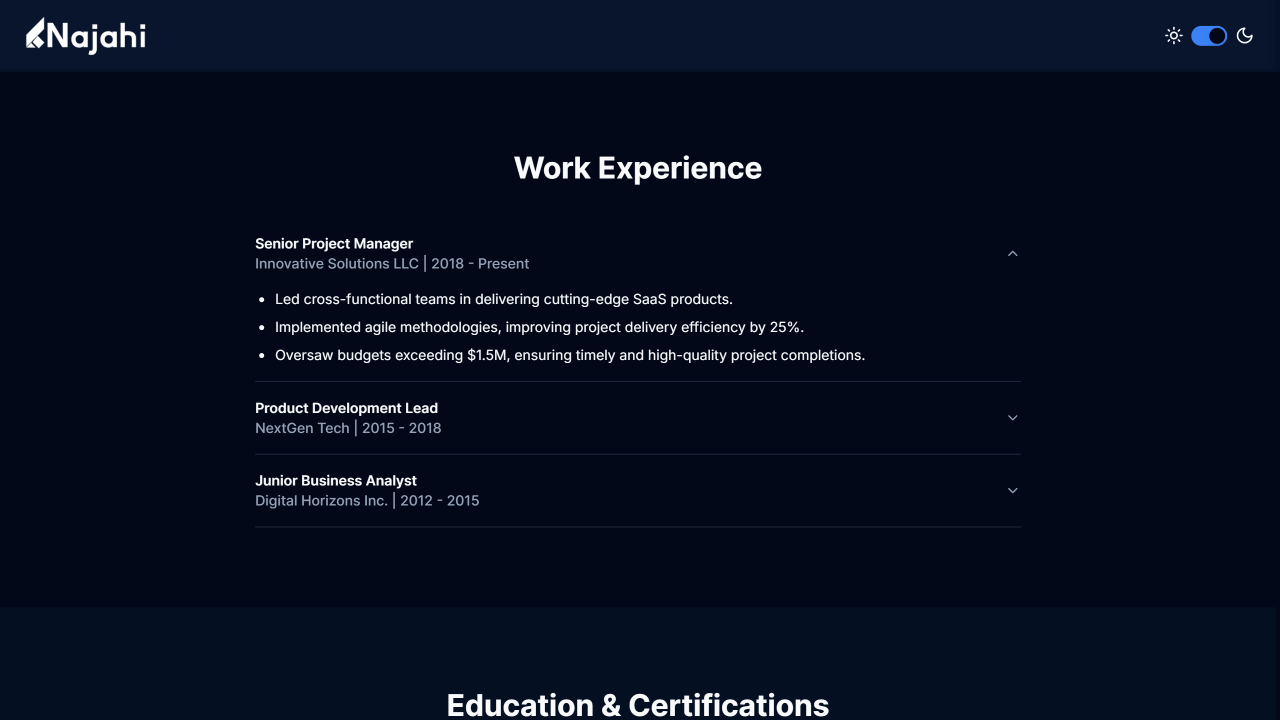 Najahi
Work Experience
Senior Project Manager
Innovative Solutions LLC | 2018 - Present
• Led cross-functional teams in delivering cutting-edge SaaS products.
• Implemented agile methodologies, improving project delivery efficiency by 25%.
• Oversaw budgets exceeding $1.5M, ensuring timely and high-quality project completions.
Product Development Lead
NextGen Tech | 2015 - 2018
Junior Business Analyst
Digital Horizons Inc. | 2012 - 2015
Education & Certifications